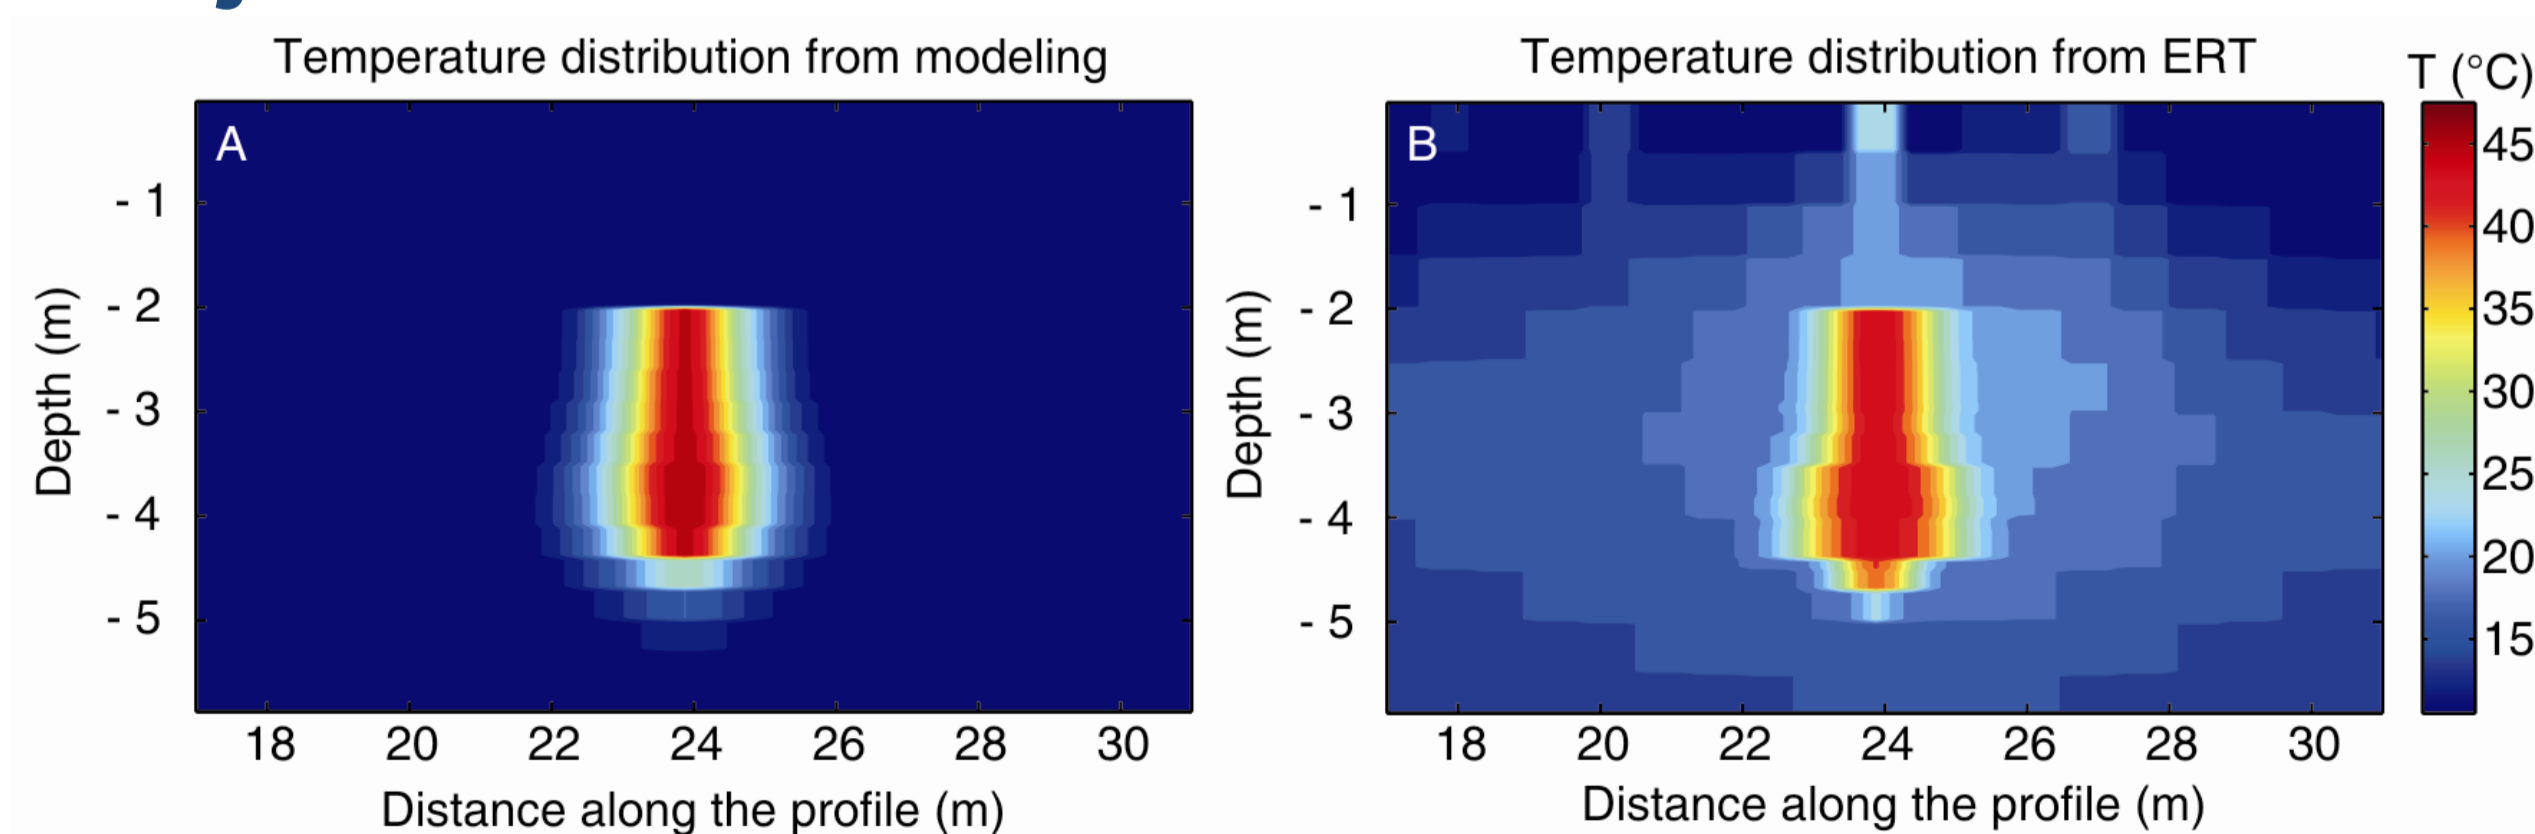 Temperature distribution from modeling
A
- 1
- 2
- 3
- 4
- 5
Depth (m)
18 20 22 24 26 28 30
Distance along the profile (m)
Temperature distribution from ERT
B
- 1
- 2
- 3
- 4
- 5
Depth (m)
18 20 22 24 26 28 30
Distance along the profile (m)
T (°C)
45
40
35
30
25
20
15